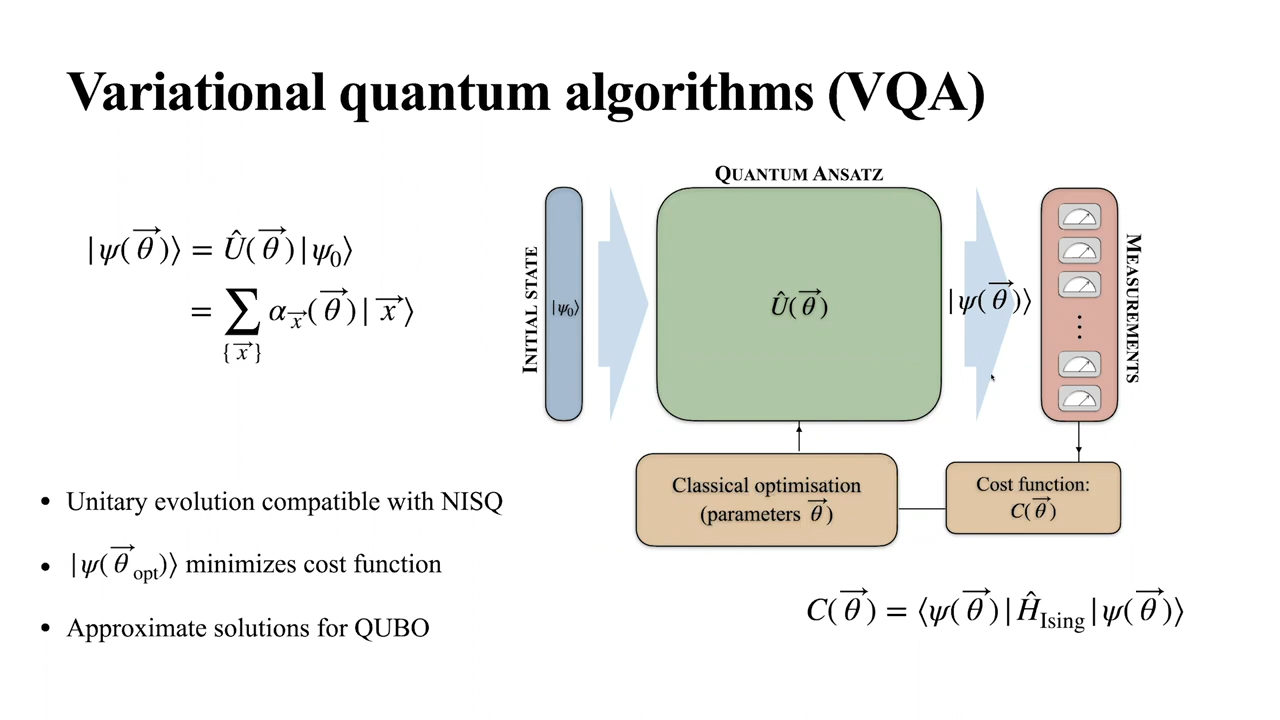 Variational quantum algorithms (VQA)
|ψ(θ⃗)⟩ = Û(θ⃗)|ψ₀⟩
= ∑_{x⃗} α_x⃗(θ⃗)|x⃗⟩
QUANTUM ANSATZ
INITIAL STATE
|ψ₀⟩
Û(θ⃗)
|ψ(θ⃗)⟩
MEASUREMENTS
Classical optimisation
(parameters θ⃗)
Cost function:
C(θ⃗)
• Unitary evolution compatible with NISQ
• |ψ(θ⃗_opt)⟩ minimizes cost function
• Approximate solutions for QUBO
C(θ⃗) = ⟨ψ(θ⃗)|Ĥ_Ising|ψ(θ⃗)⟩